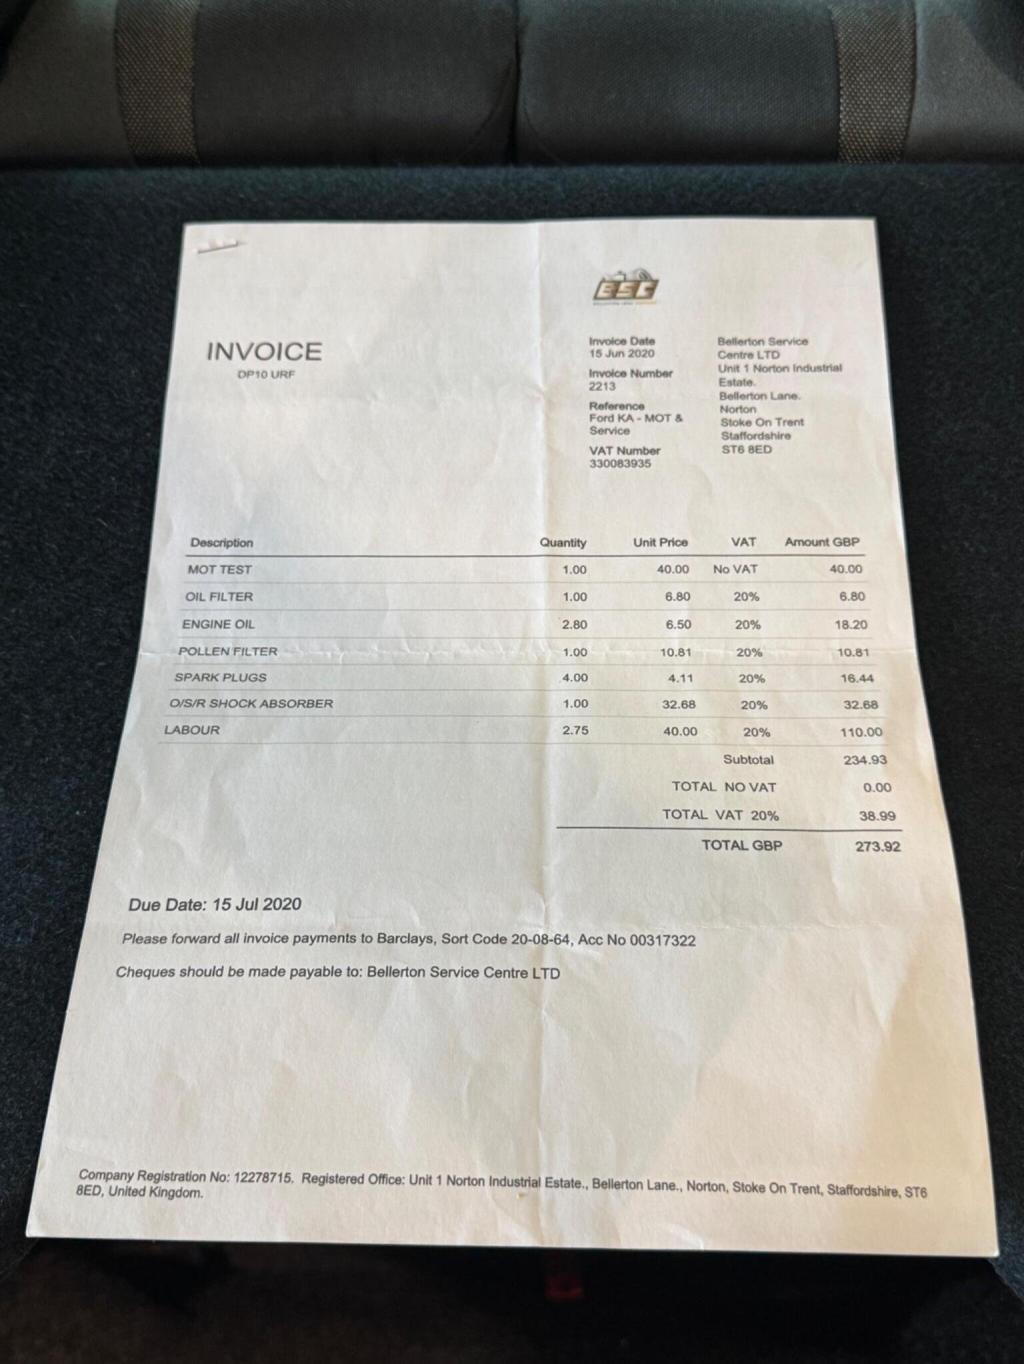 ESC
INVOICE
DP10 URF
Invoice Date
15 Jun 2020
Invoice Number
2213
Reference
Ford KA - MOT &
Service
VAT Number
330083935
Bellerton Service
Centre LTD
Unit 1 Norton Industrial
Estate.
Bellerton Lane.
Norton
Stoke On Trent
Staffordshire
ST6 8ED
Description Quantity Unit Price VAT Amount GBP
MOT TEST 1.00 40.00 No VAT 40.00
OIL FILTER 1.00 6.80 20% 6.80
ENGINE OIL 2.80 6.50 20% 18.20
POLLEN FILTER 1.00 10.81 20% 10.81
SPARK PLUGS 4.00 4.11 20% 16.44
O/S/R SHOCK ABSORBER 1.00 32.68 20% 32.68
LABOUR 2.75 40.00 20% 110.00
Subtotal 234.93
TOTAL NO VAT 0.00
TOTAL VAT 20% 38.99
TOTAL GBP 273.92
Due Date: 15 Jul 2020
Please forward all invoice payments to Barclays, Sort Code 20-08-64, Acc No 00317322
Cheques should be made payable to: Bellerton Service Centre LTD
Company Registration No: 12278715. Registered Office: Unit 1 Norton Industrial Estate., Bellerton Lane., Norton, Stoke On Trent, Staffordshire, ST6
8ED, United Kingdom.